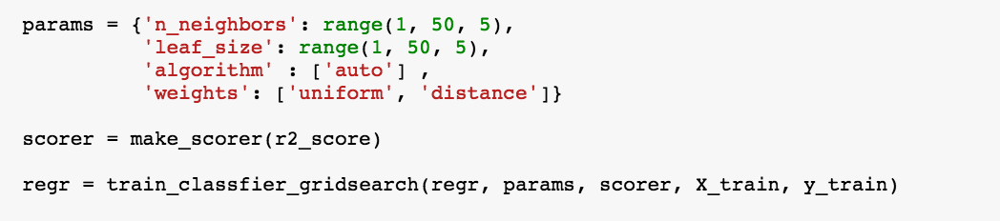 params = {'n_neighbors': range(1, 50, 5),
'leaf_size': range(1, 50, 5),
'algorithm' : ['auto'] ,
'weights': ['uniform', 'distance']}
scorer = make_scorer(r2_score)
regr = train_classfier_gridsearch(regr, params, scorer, X_train, y_train)